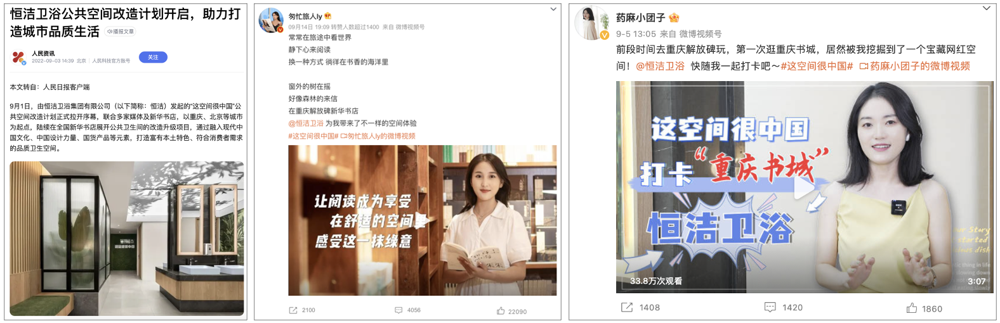 恒洁卫浴公共空间改造计划开启，助力打
造城市品质生活 播报文章
人民资讯
2022-09-03 14:39 北京 人民科技官方账号
关注
本文转自：人民日报客户端
9月1日，由恒洁卫浴集团有限公司（以下简称：恒洁）发起的“这空间很中国”公
共空间改造计划正式拉开序幕，联合多家媒体及新华书店，以重庆、北京等城市
为起点，陆续在全国新华书店展开公共卫生间的改造升级项目，通过融入现代中
国文化、中国设计力量、国货产品等元素，打造富有本土特色、符合消费者需求
的品质卫生空间。
匆忙旅人ly
09月14日 19:09 转赞人数超过1400 来自 微博视频号
常常在旅途中看世界
静下心来阅读
换一种方式 徜徉在书香的海洋里
窗外的树在摇
好像森林的来信
在重庆解放碑新华书店
@恒洁卫浴 为我带来了不一样的空间体验
#这空间很中国# 匆忙旅人ly的微博视频
让阅读成为享受
在舒适的空间里
感受这一抹绿意
2100
4056
22090
药麻小团子
9-5 13:05 来自 微博视频号
前段时间去重庆解放碑玩，第一次逛重庆书城，居然被我挖掘到了一个宝藏网红空
间！@恒洁卫浴 快随我一起打卡吧～#这空间很中国# 药麻小团子的微博视频
这空间很中国
打卡“重庆书城”
恒洁卫浴
33.8万次观看
3:07
1408
1420
1860